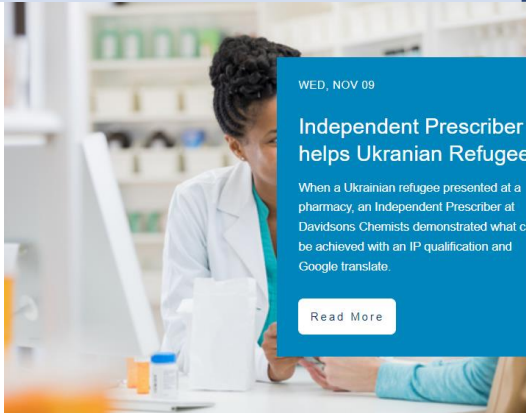 WED, NOV 09
Independent Prescriber
helps Ukranian Refugee
When a Ukrainian refugee presented at a
pharmacy, an Independent Prescriber at
Davidsons Chemists demonstrated what c
be achieved with an IP qualification and
Google translate.
Read More